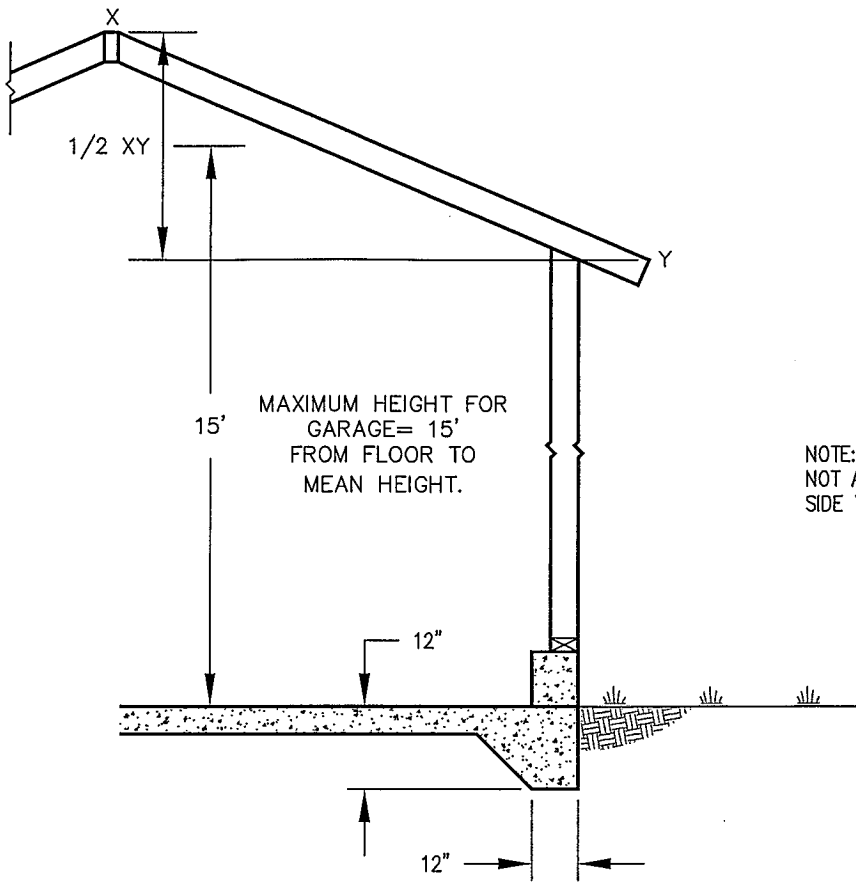 X
1/2 XY
Y
15'
MAXIMUM HEIGHT FOR
GARAGE= 15'
FROM FLOOR TO
MEAN HEIGHT.
NOTE:
NOT A
SIDE
12"
12"